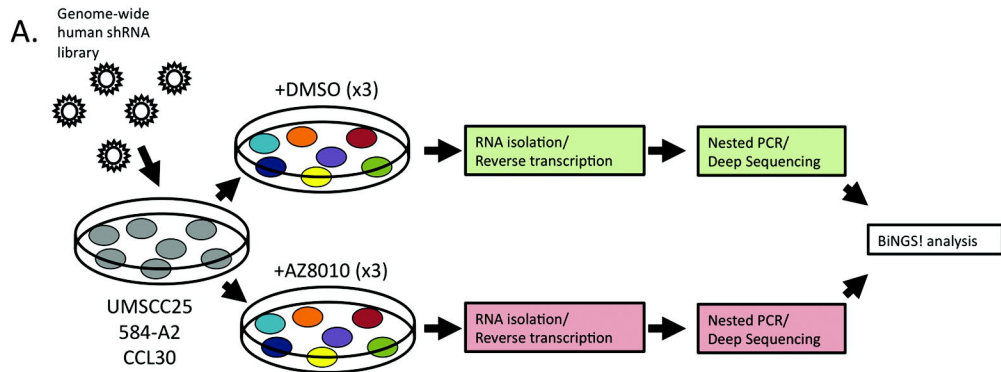 A.
Genome-wide
human shRNA
library
+DMSO (x3)
RNA isolation/
Reverse transcription
Nested PCR/
Deep Sequencing
BiNGS! analysis
UMSCC25
584-A2
CCL30
+AZ8010 (x3)
RNA isolation/
Reverse transcription
Nested PCR/
Deep Sequencing